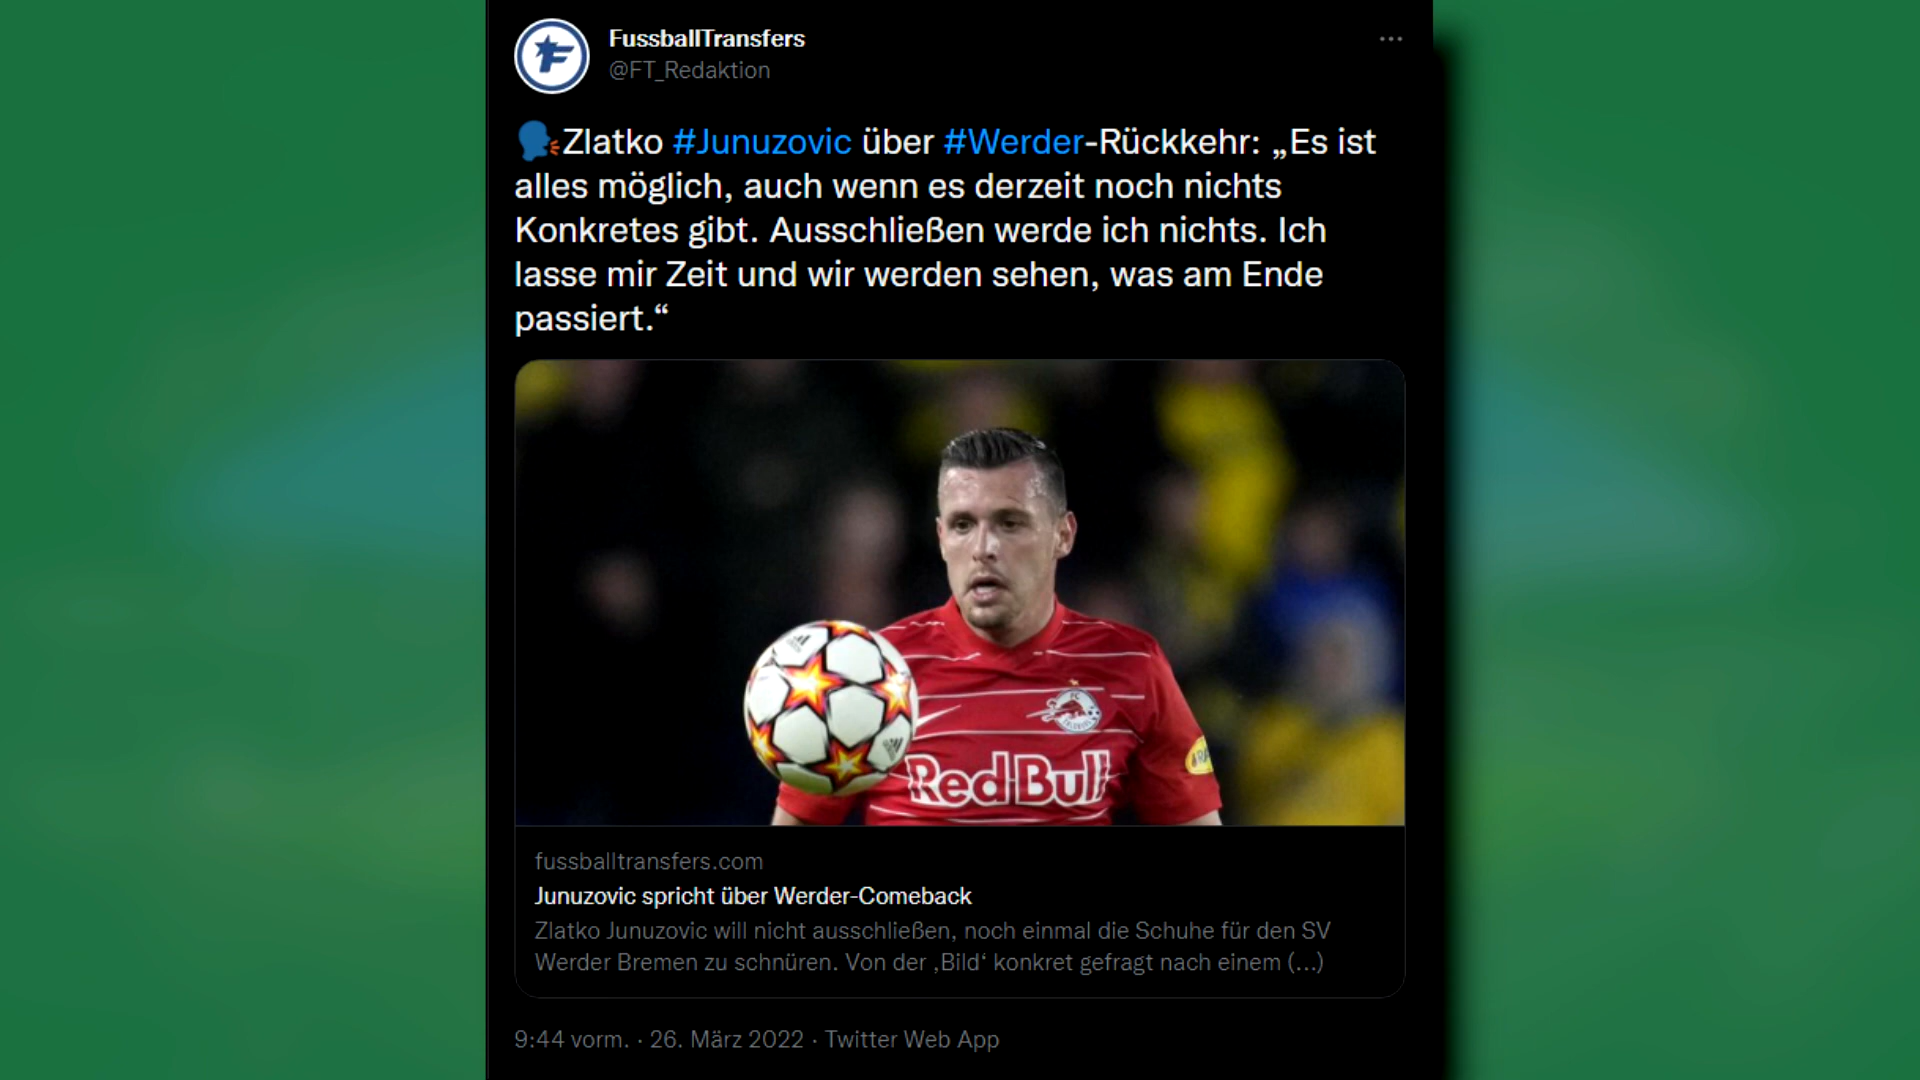 FussballTransfers
@FT_Redaktion
Zlatko #Junuzovic über #Werder-Rückkehr: „Es ist
alles möglich, auch wenn es derzeit noch nichts
Konkretes gibt. Ausschließen werde ich nichts. Ich
lasse mir Zeit und wir werden sehen, was am Ende
passiert.“
Red Bull
fussballtransfers.com
Junuzovic spricht über Werder-Comeback
Zlatko Junuzovic will nicht ausschließen, noch einmal die Schuhe für den SV
Werder Bremen zu schnüren. Von der ‚Bild‘ konkret gefragt nach einem (...)
9:44 vorm. · 26. März 2022 · Twitter Web App